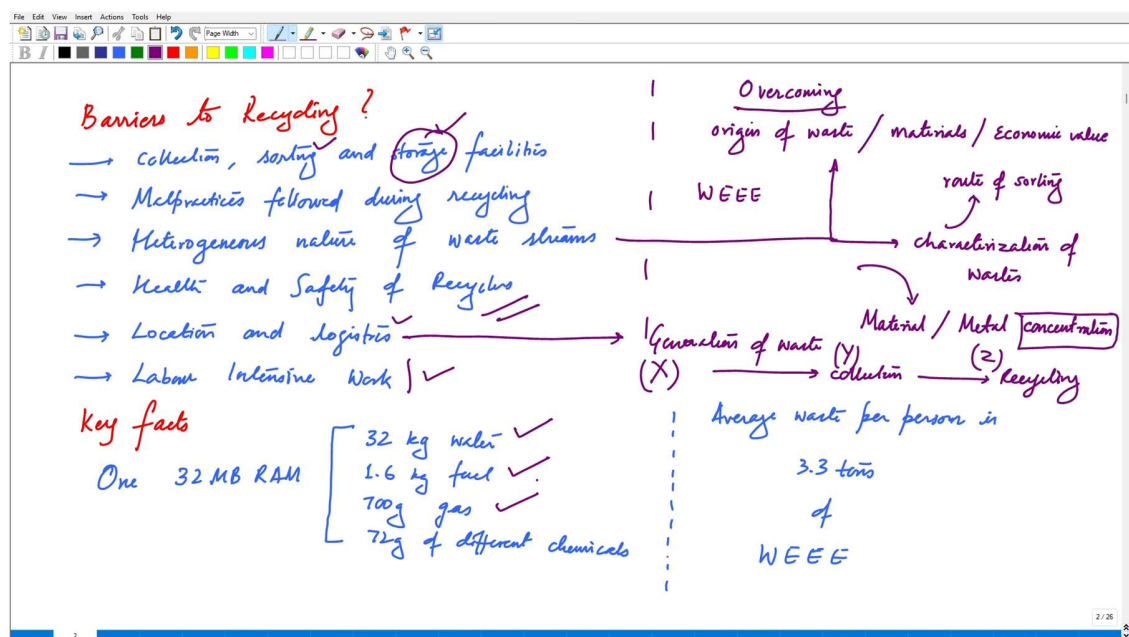 File Edit View Insert Actions Tools Help
Page Width
B I
Barriers to Recycling ?
→ Collection, sorting and storage facilities
→ Malpractices followed during recycling
→ Heterogeneous nature of waste streams
→ Health and Safety of Recyclers
→ Location and logistics
→ Labour Intensive Work
Overcoming
origin of waste / materials / Economic value
WEEE
route of sorting
characterization of
wastes
Material / Metal concentration
Generation of waste → collection → Recycling
(X) (Y) (Z)
Key facts
One 32 MB RAM
32 kg water
1.6 kg fuel
700g gas
72g of different chemicals
Average waste per person is
3.3 tons
of
WEEE
2 / 26
2